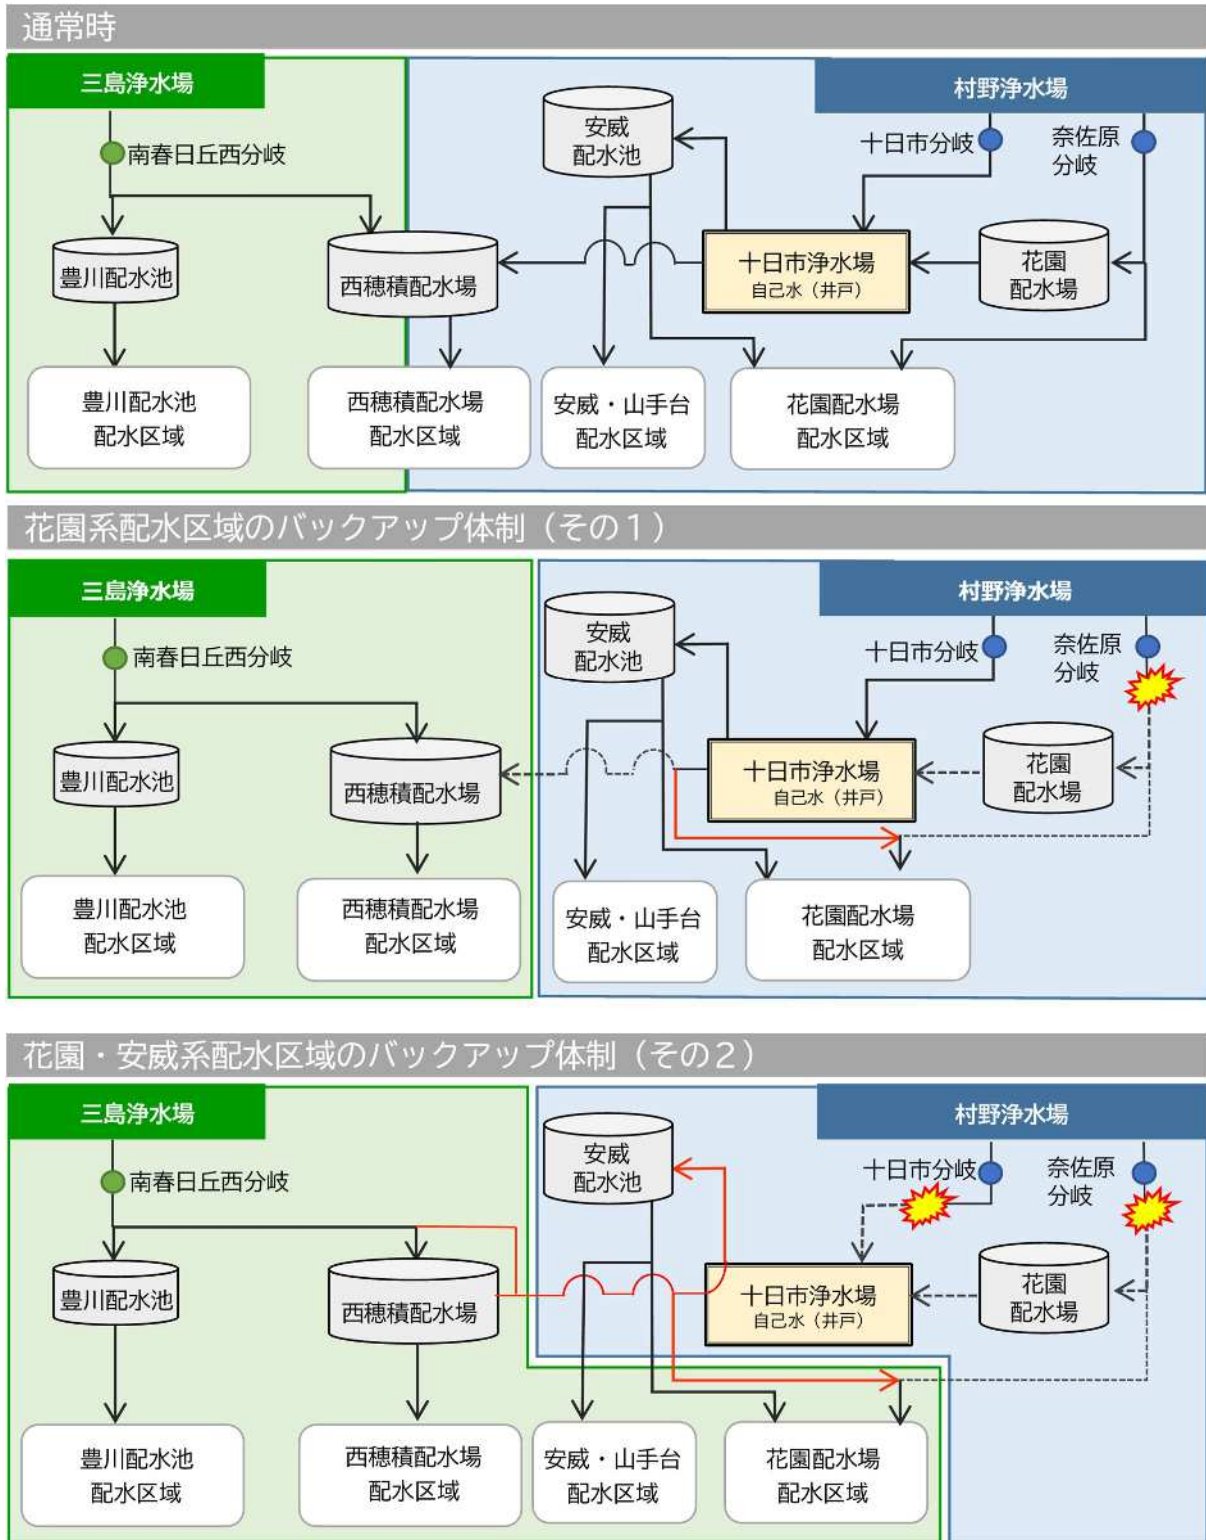 通常時
三島浄水場
村野浄水場
南春日丘西分岐
安威
配水池
十日市分岐
奈佐原
分岐
豊川配水池
西穂積配水場
十日市浄水場
自己水（井戸）
花園
配水場
豊川配水池
配水区域
西穂積配水場
配水区域
安威・山手台
配水区域
花園配水場
配水区域
花園系配水区域のバックアップ体制（その１）
三島浄水場
村野浄水場
南春日丘西分岐
安威
配水池
十日市分岐
奈佐原
分岐
豊川配水池
西穂積配水場
十日市浄水場
自己水（井戸）
花園
配水場
豊川配水池
配水区域
西穂積配水場
配水区域
安威・山手台
配水区域
花園配水場
配水区域
花園・安威系配水区域のバックアップ体制（その２）
三島浄水場
村野浄水場
南春日丘西分岐
安威
配水池
十日市分岐
奈佐原
分岐
豊川配水池
西穂積配水場
十日市浄水場
自己水（井戸）
花園
配水場
豊川配水池
配水区域
西穂積配水場
配水区域
安威・山手台
配水区域
花園配水場
配水区域